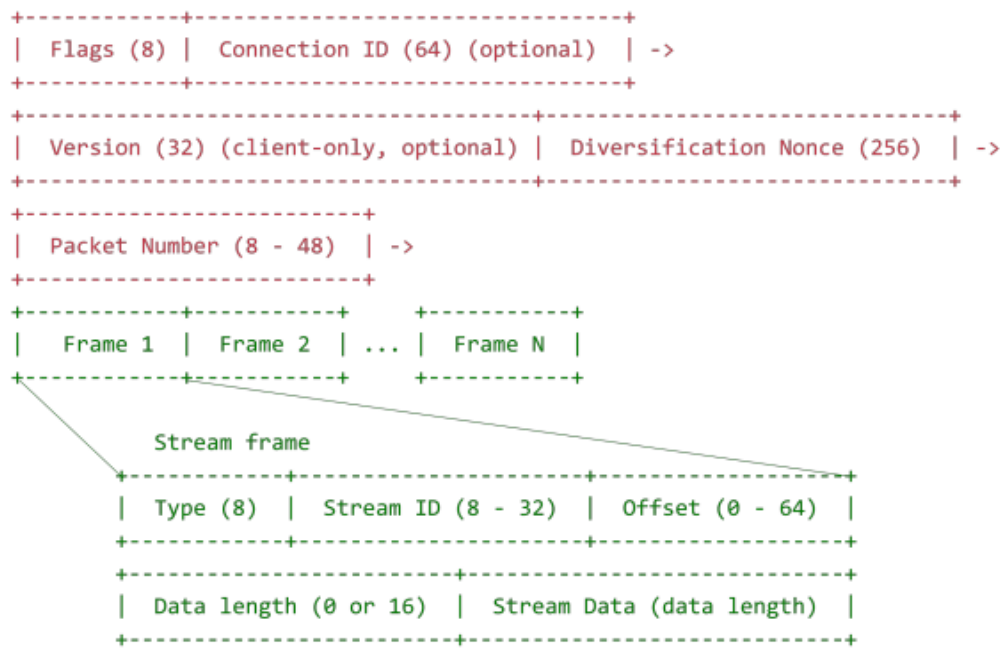 Flags (8) | Connection ID (64) (optional) | ->
Version (32) (client-only, optional) | Diversification Nonce (256) | ->
Packet Number (8 - 48) | ->
Frame 1 | Frame 2 | ... | Frame N |
Stream frame
Type (8) | Stream ID (8 - 32) | Offset (0 - 64) |
Data length (0 or 16) | Stream Data (data length) |